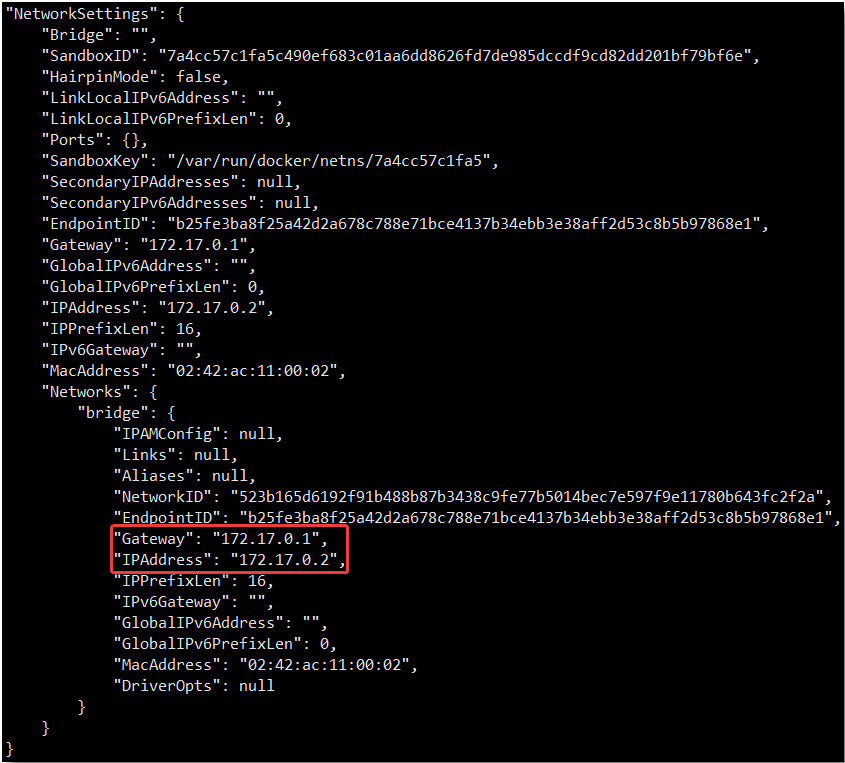 "NetworkSettings": {
"Bridge": "",
"SandboxID": "7a4cc57c1fa5c490ef683c01aa6dd8626fd7de985dccdf9cd82dd201bf79bf6e",
"HairpinMode": false,
"LinkLocalIPv6Address": "",
"LinkLocalIPv6PrefixLen": 0,
"Ports": {},
"SandboxKey": "/var/run/docker/netns/7a4cc57c1fa5",
"SecondaryIPAddresses": null,
"SecondaryIPv6Addresses": null,
"EndpointID": "b25fe3ba8f25a42d2a678c788e71bce4137b34ebb3e38aff2d53c8b5b97868e1",
"Gateway": "172.17.0.1",
"GlobalIPv6Address": "",
"GlobalIPv6PrefixLen": 0,
"IPAddress": "172.17.0.2",
"IPPrefixLen": 16,
"IPv6Gateway": "",
"MacAddress": "02:42:ac:11:00:02",
"Networks": {
"bridge": {
"IPAMConfig": null,
"Links": null,
"Aliases": null,
"NetworkID": "523b165d6192f91b488b87b3438c9fe77b5014bec7e597f9e11780b643fc2f2a",
"EndpointID": "b25fe3ba8f25a42d2a678c788e71bce4137b34ebb3e38aff2d53c8b5b97868e1",
"Gateway": "172.17.0.1",
"IPAddress": "172.17.0.2",
"IPPrefixLen": 16,
"IPv6Gateway": "",
"GlobalIPv6Address": "",
"GlobalIPv6PrefixLen": 0,
"MacAddress": "02:42:ac:11:00:02",
"DriverOpts": null
}
}
}